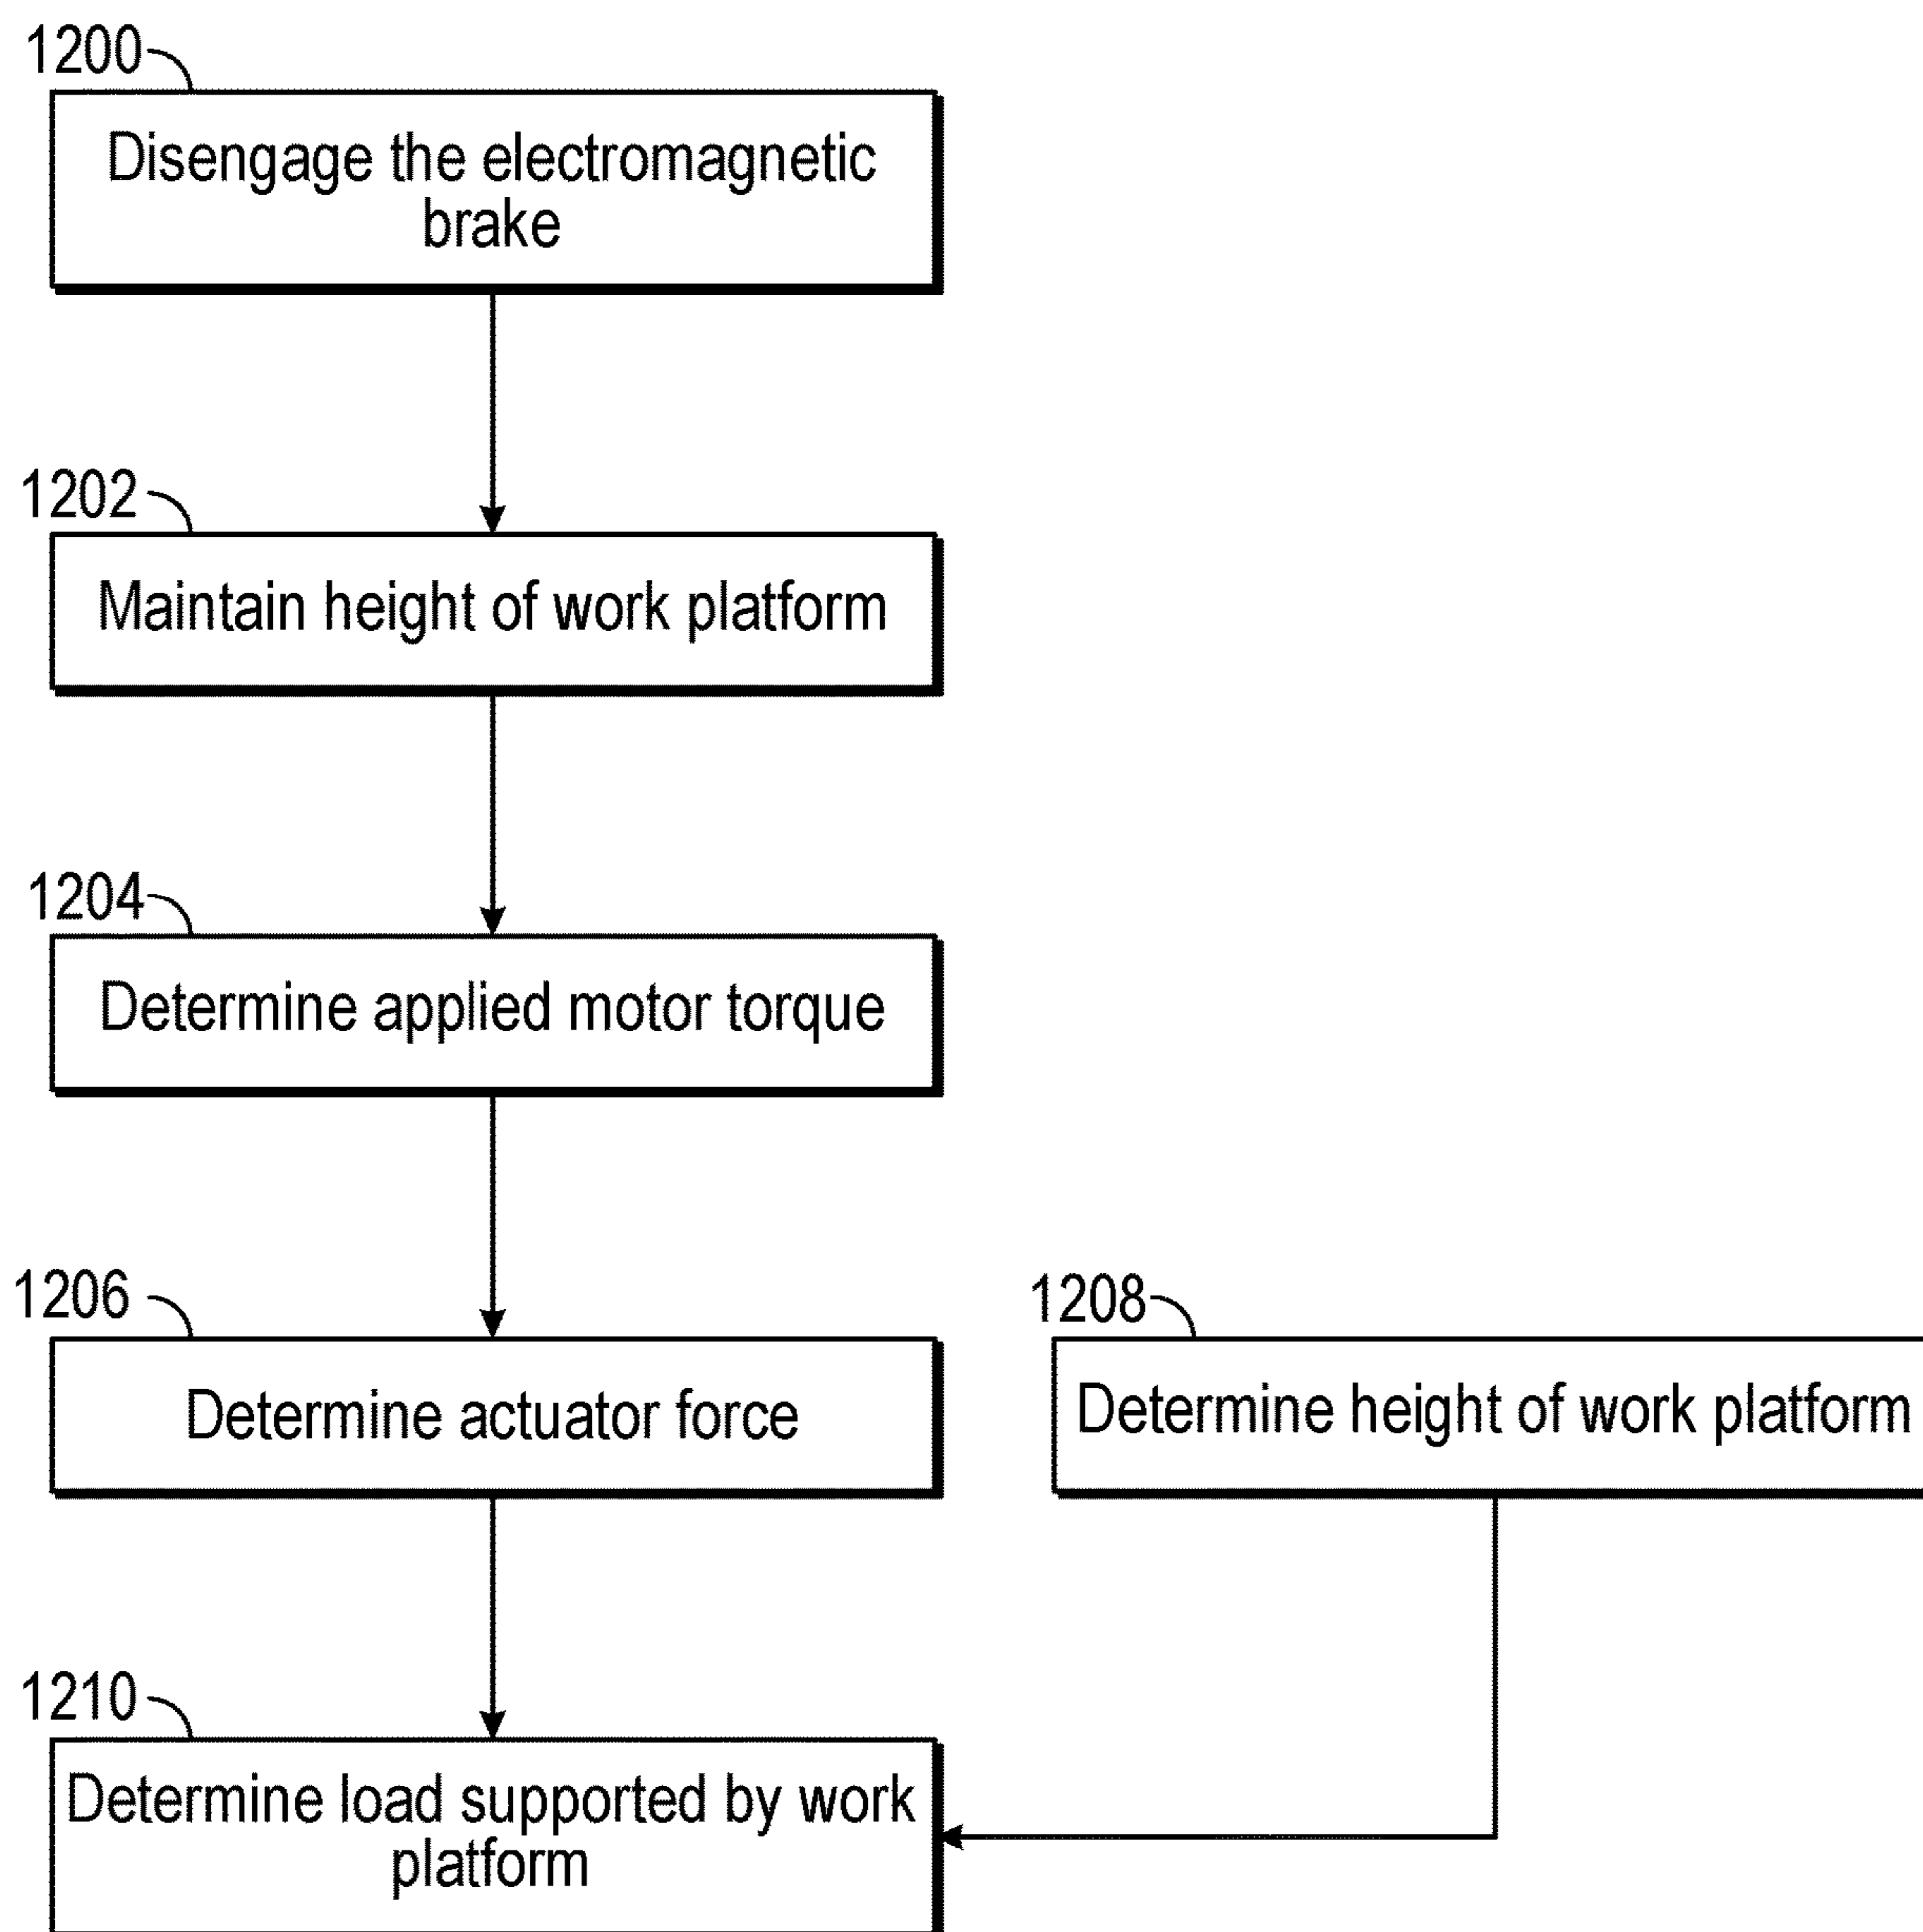 1200
Disengage the electromagnetic
brake
1202
Maintain height of work platform
1204
Determine applied motor torque
1206
Determine actuator force
1208
Determine height of work platform
1210
Determine load supported by work
platform